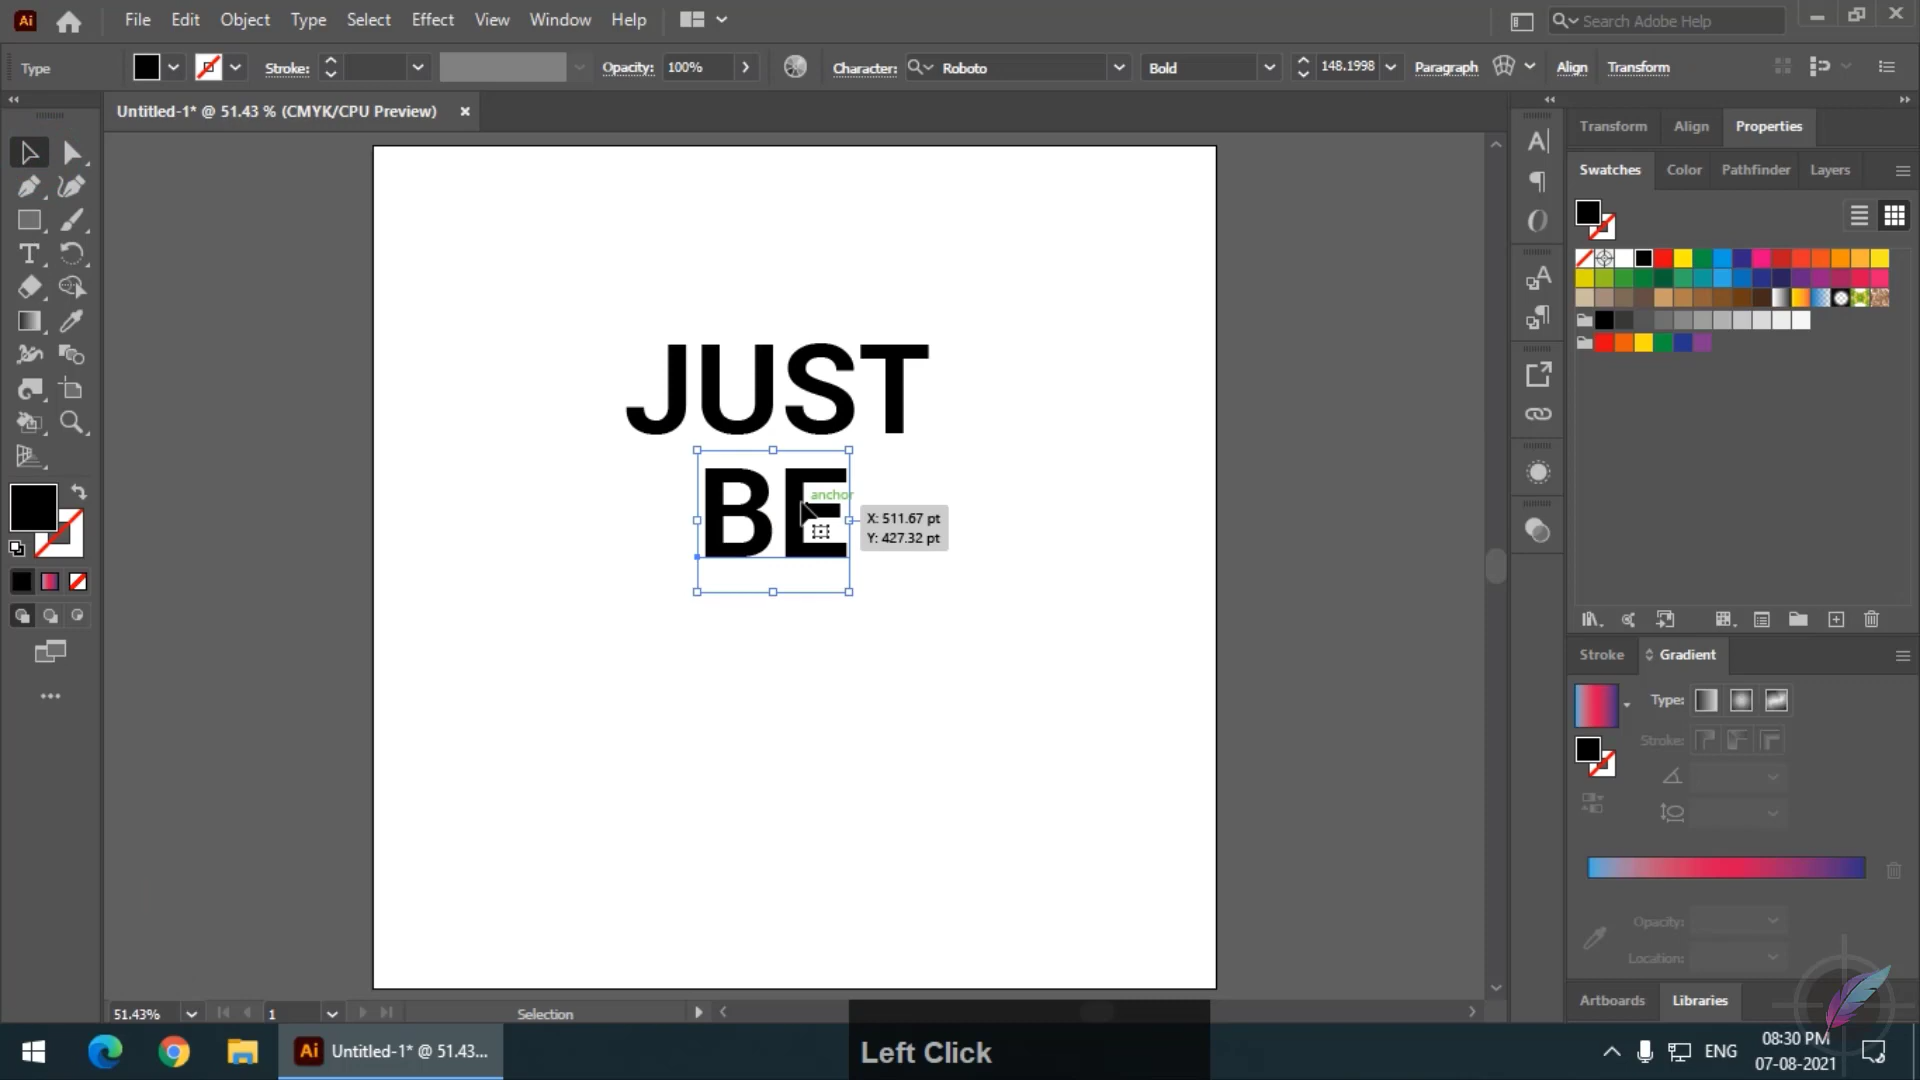 Ai File Edit Object Type Select Effect View Window Help Search Adobe Help
Type Stroke: Opacity: 100% Character: Roboto Bold 148.1998 Paragraph Align Transform
Untitled-1* @ 51.43 % (CMYK/CPU Preview)
Transform Align Properties
Swatches Color Pathfinder Layers
JUST
BE
anchor
X: 511.67 pt
Y: 427.32 pt
Stroke Gradient
Type:
Stroke:
Opacity:
Location:
Artboards Libraries
51.43% 1 Selection
Left Click
Ai Untitled-1* @ 51.43...
ENG
08:30 PM
07-08-2021